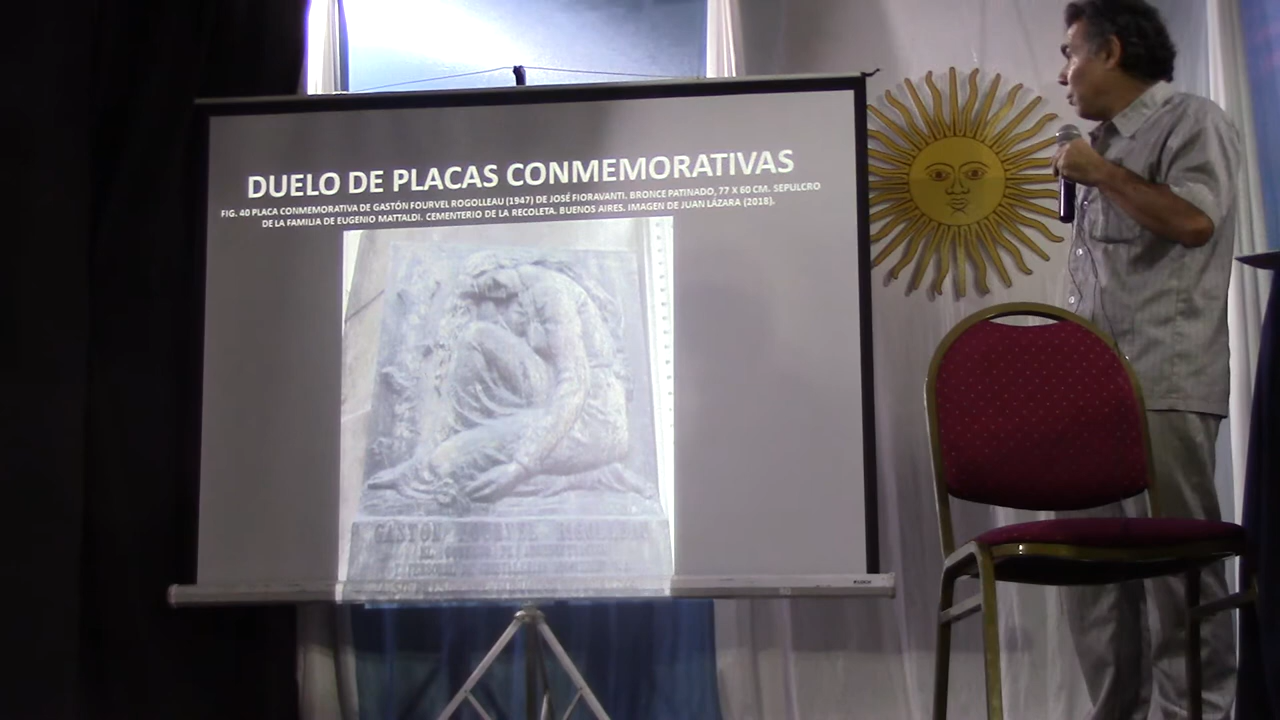 DUELO DE PLACAS CONMEMORATIVAS
FIG. 40 PLACA CONMEMORATIVA DE GASTÓN FOURVEL ROGOLLEAU (1947) DE JOSÉ FIORAVANTI. BRONCE PATINADO, 77 X 60 CM. SEPULCRO
DE LA FAMILIA DE EUGENIO MATTALDI. CEMENTERIO DE LA RECOLETA. BUENOS AIRES. IMAGEN DE JUAN LÁZARA (2018).
GASTON